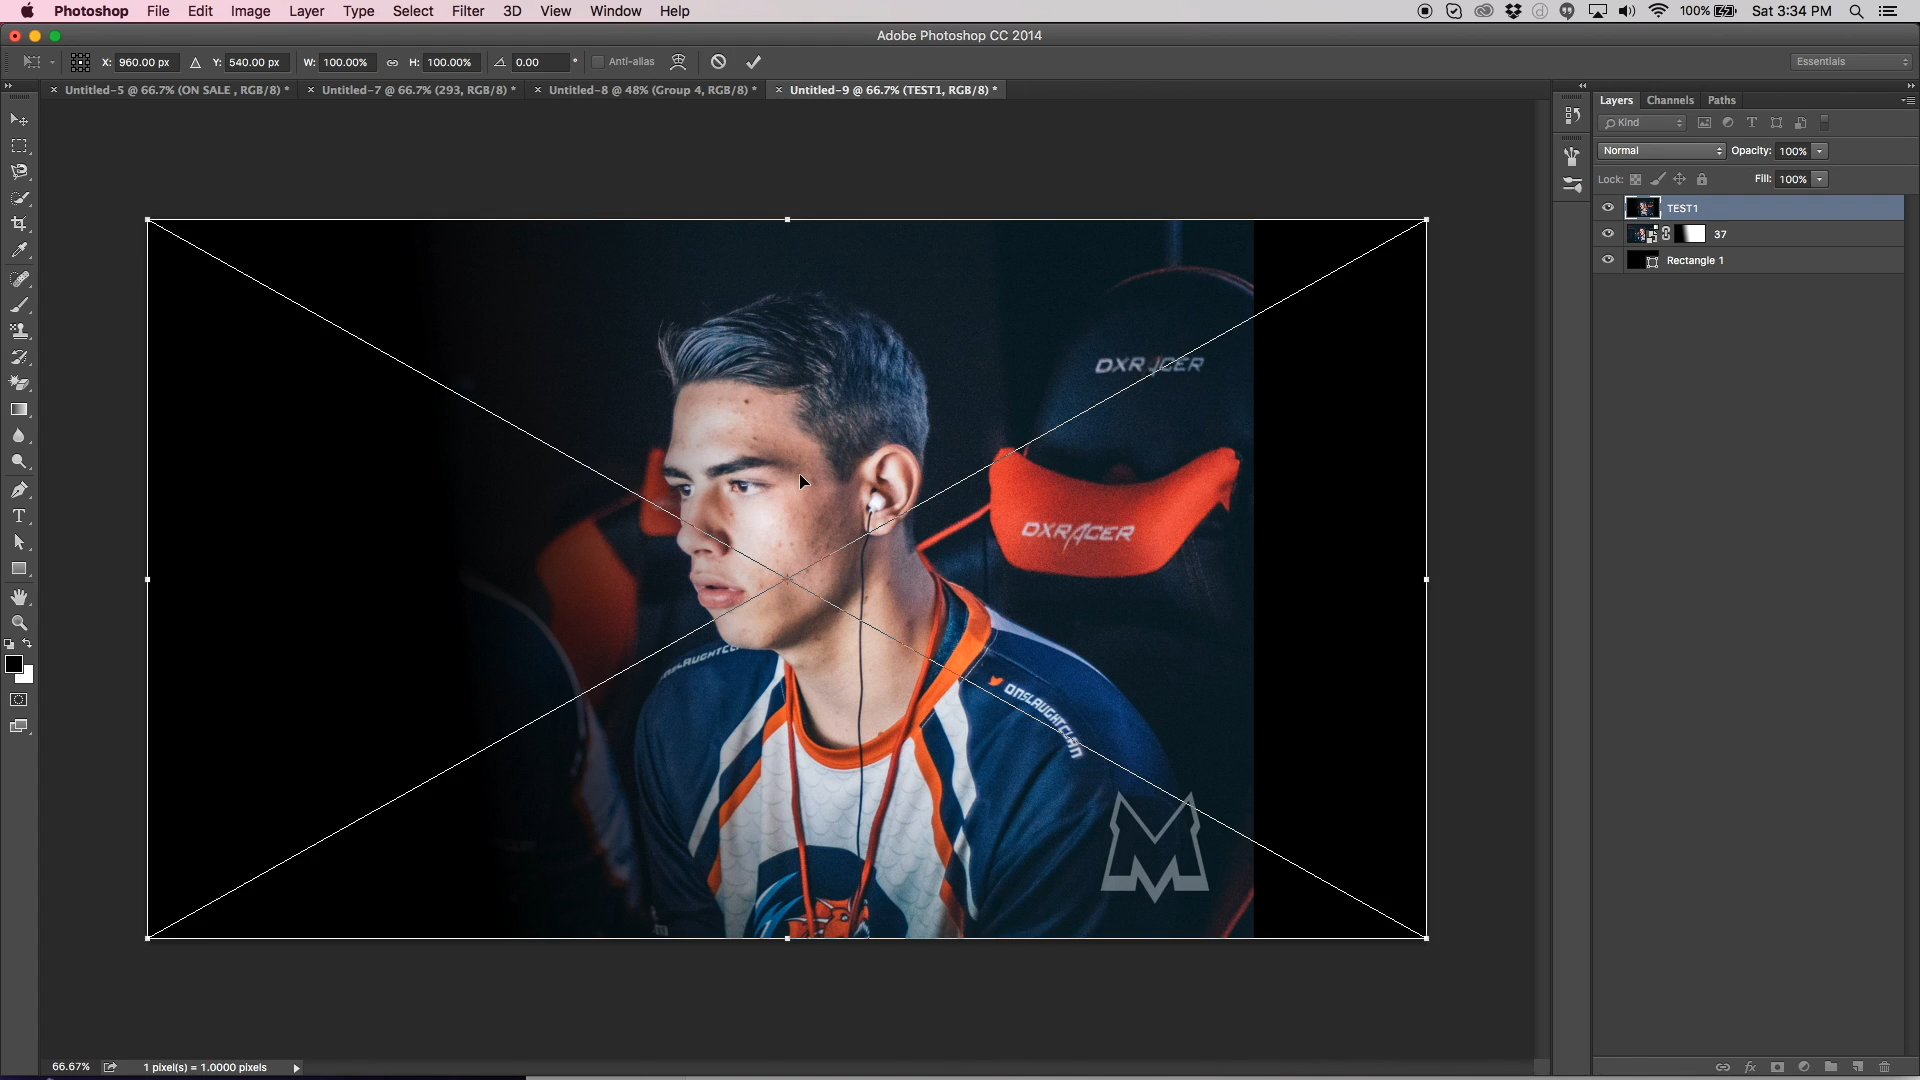 Photoshop File Edit Image Layer Type Select Filter 3D View Window Help 100% Sat 3:34 PM
Adobe Photoshop CC 2014
X: 960.00 px Y: 540.00 px W: 100.00% H: 100.00% 0.00 ° Anti-alias Essentials
Untitled-5 @ 66.7% (ON SALE , RGB/8) * Untitled-7 @ 66.7% (293, RGB/8) * Untitled-8 @ 48% (Group 4, RGB/8) * Untitled-9 @ 66.7% (TEST1, RGB/8) *
Layers Channels Paths
Kind
Normal Opacity: 100%
Lock: Fill: 100%
TEST1
37
Rectangle 1
DXRACER
DXRACER
ONSLAUGHTCLAN
ONSLAUGHTCLAN
66.67% 1 pixel(s) = 1.0000 pixels